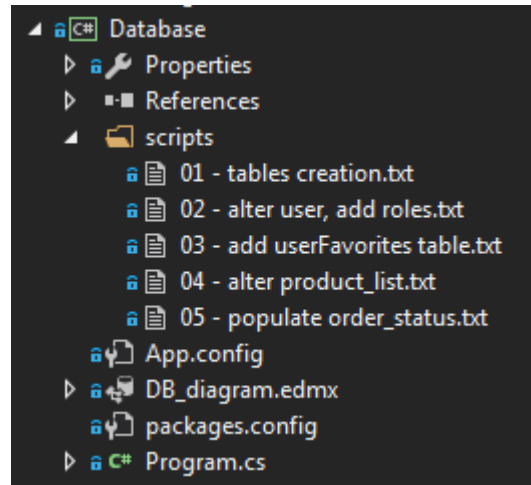 C# Database
Properties
References
scripts
01 - tables creation.txt
02 - alter user, add roles.txt
03 - add userFavorites table.txt
04 - alter product_list.txt
05 - populate order_status.txt
App.config
DB_diagram.edmx
packages.config
C# Program.cs